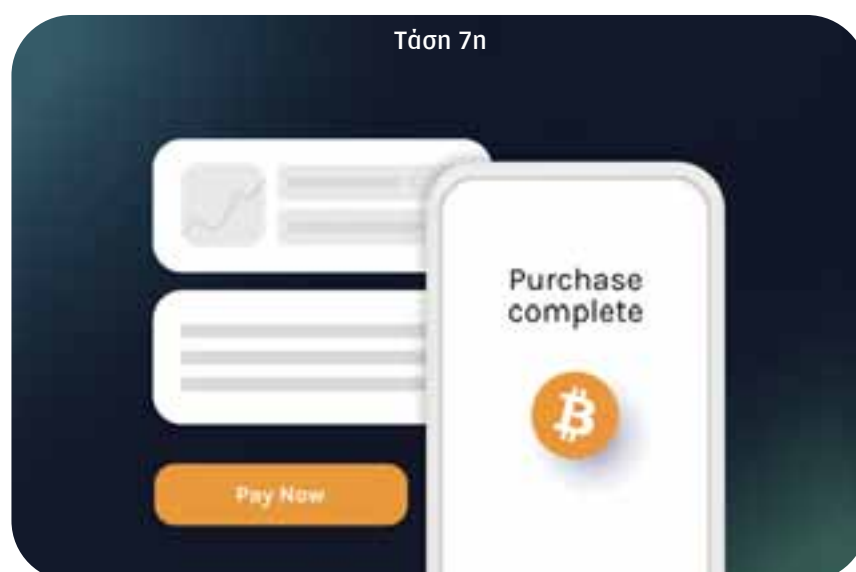 Τάση 7η
Purchase
complete
Pay Now